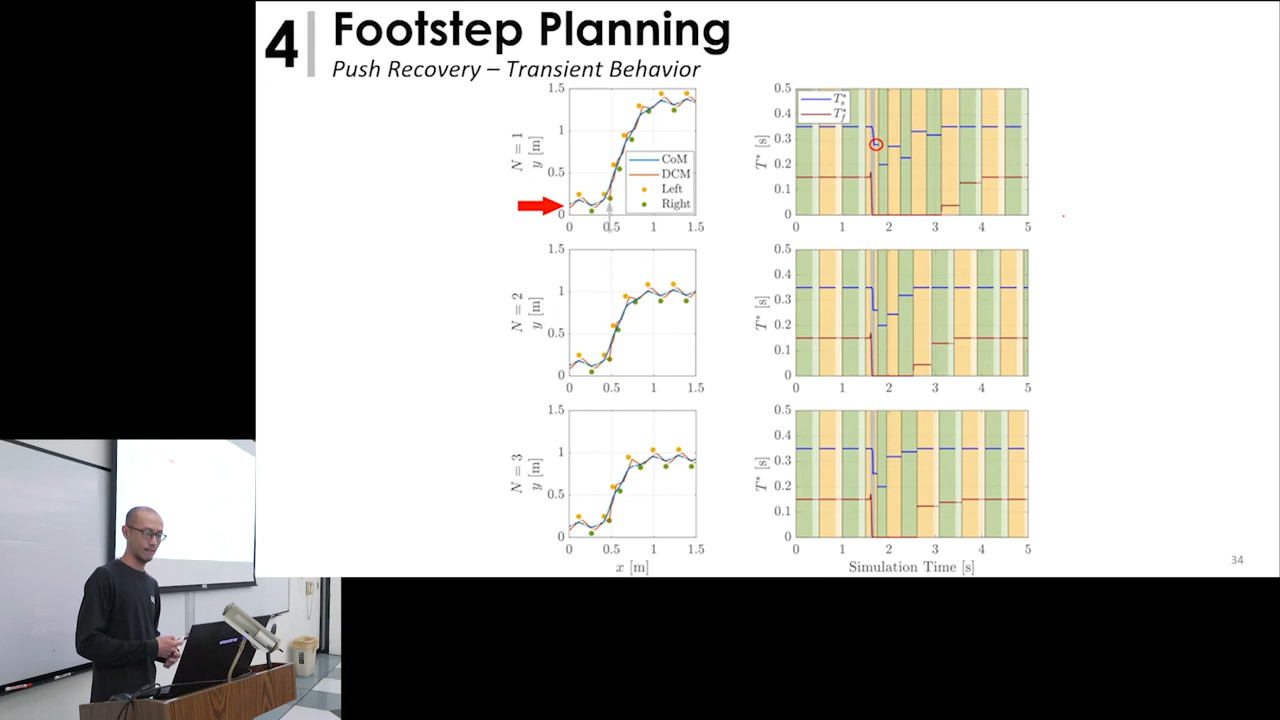 4
Footstep Planning
Push Recovery – Transient Behavior
N = 1
y [m]
1.5
1
0.5
0
0 0.5 1 1.5
CoM
DCM
Left
Right
T* [s]
0.5
0.4
0.3
0.2
0.1
0
0 1 2 3 4 5
T*s
T*f
N = 2
y [m]
1.5
1
0.5
0
0 0.5 1 1.5
T* [s]
0.5
0.4
0.3
0.2
0.1
0
0 1 2 3 4 5
N = 3
y [m]
1.5
1
0.5
0
0 0.5 1 1.5
x [m]
T* [s]
0.5
0.4
0.3
0.2
0.1
0
0 1 2 3 4 5
Simulation Time [s]
34